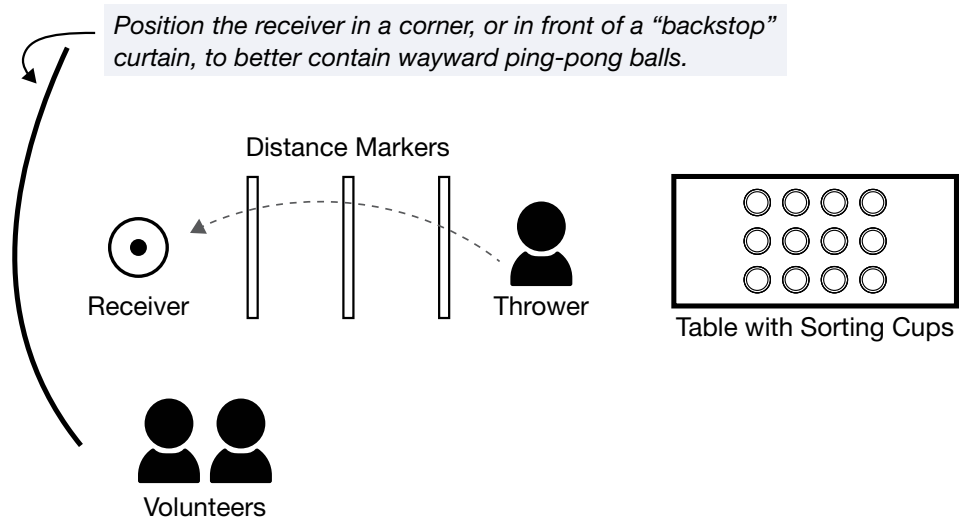 Position the receiver in a corner, or in front of a “backstop”
curtain, to better contain wayward ping-pong balls.
Distance Markers
Receiver
Thrower
Table with Sorting Cups
Volunteers